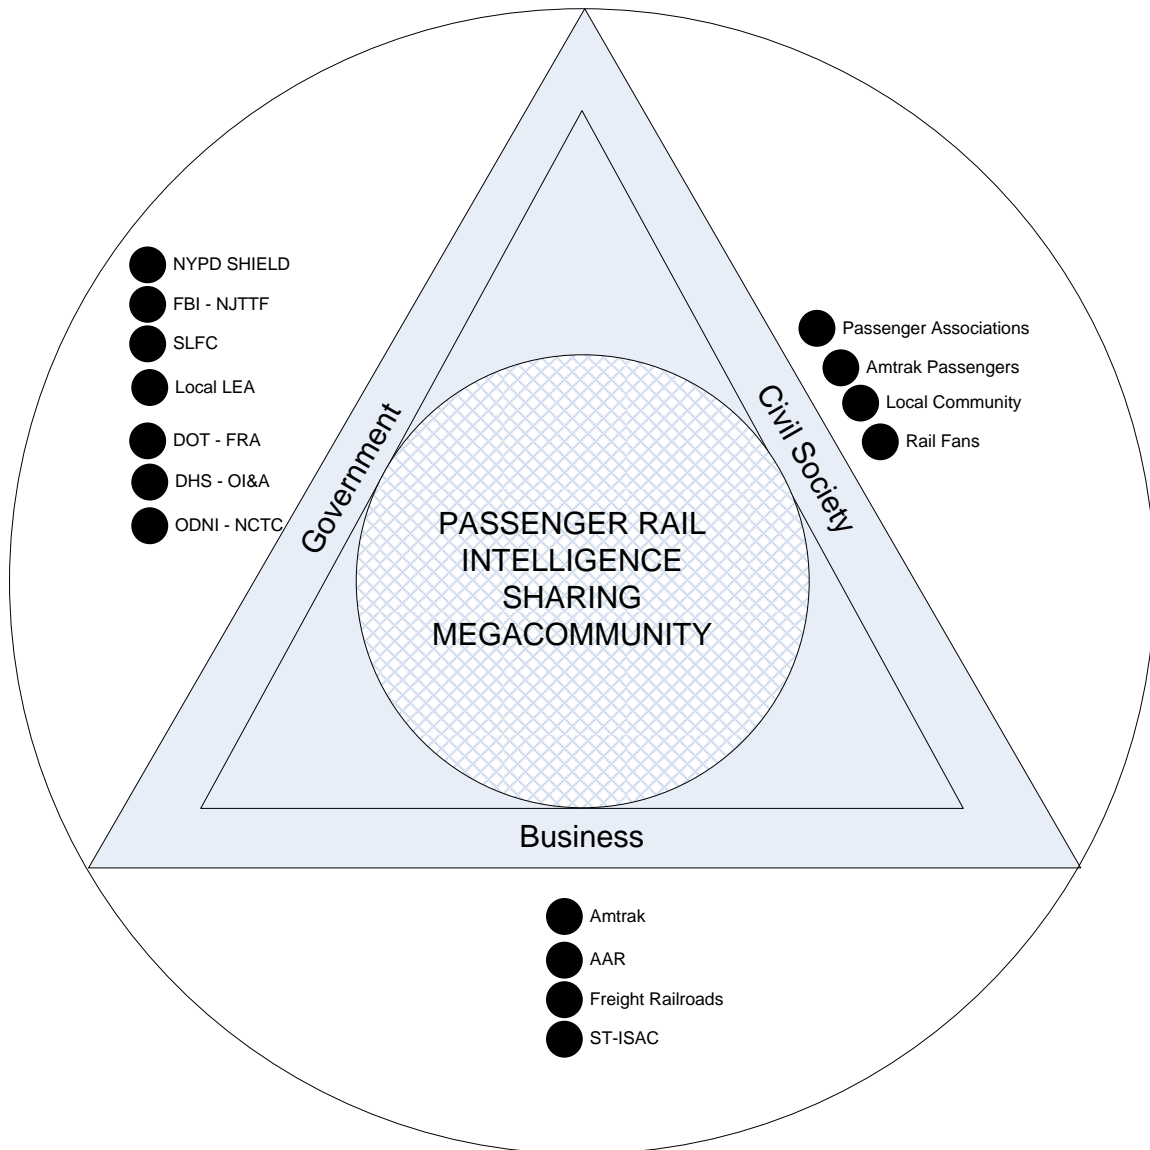 NYPD SHIELD
FBI - NJTTF
SLFC
Local LEA
DOT - FRA
DHS - OI&A
ODNI - NCTC
Government
Passenger Associations
Amtrak Passengers
Local Community
Rail Fans
Civil Society
PASSENGER RAIL
INTELLIGENCE
SHARING
MEGACOMMUNITY
Business
Amtrak
AAR
Freight Railroads
ST-ISAC